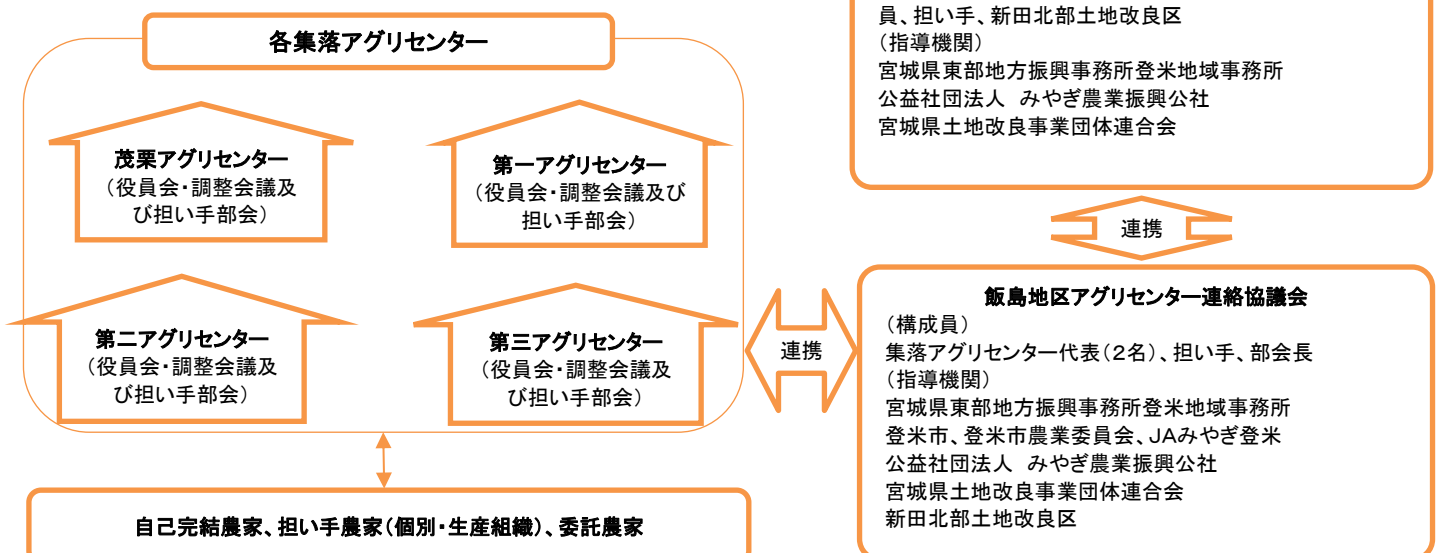 各集落アグリセンター
茂栗アグリセンター
（役員会・調整会議及
び担い手部会）
第一アグリセンター
（役員会・調整会議及び
担い手部会）
第二アグリセンター
（役員会・調整会議及
び担い手部会）
第三アグリセンター
（役員会・調整会議及
び担い手部会）
自己完結農家、担い手農家（個別・生産組織）、委託農家
連携
員、担い手、新田北部土地改良区
（指導機関）
宮城県東部地方振興事務所登米地域事務所
公益社団法人　みやぎ農業振興公社
宮城県土地改良事業団体連合会
連携
飯島地区アグリセンター連絡協議会
（構成員）
集落アグリセンター代表（２名）、担い手、部会長
（指導機関）
宮城県東部地方振興事務所登米地域事務所
登米市、登米市農業委員会、ＪＡみやぎ登米
公益社団法人　みやぎ農業振興公社
宮城県土地改良事業団体連合会
新田北部土地改良区